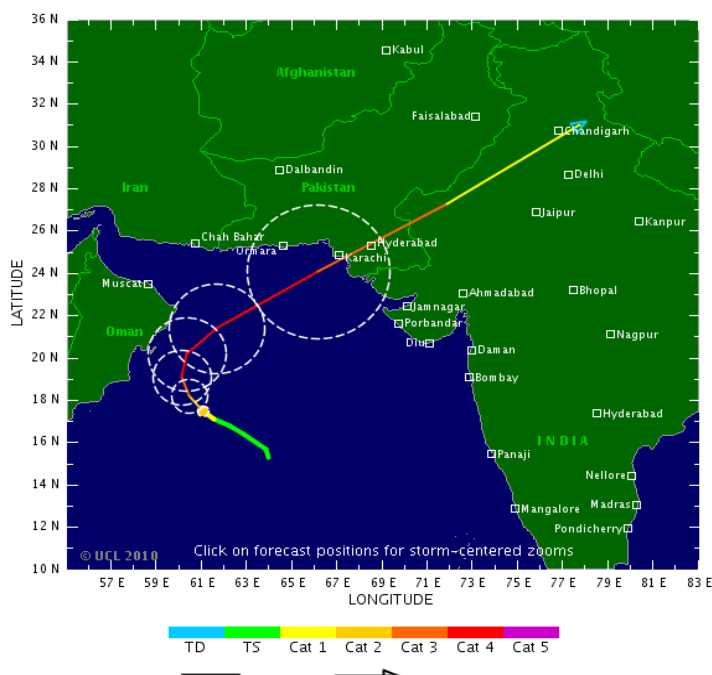 36 N
34 N
32 N
30 N
28 N
26 N
24 N
22 N
20 N
18 N
16 N
14 N
12 N
10 N
LATITUDE
Kabul
Afghanistan
Faisalabad
Chandigarh
Dalbandin
Delhi
Iran
Pakistan
Jaipur
Kanpur
Chah Bahar
Ormara
Hyderabad
Karachi
Muscat
Ahmadabad
Bhopal
Jamnagar
Oman
Porbandar
Nagpur
Diu
Daman
Bombay
Hyderabad
INDIA
Panaji
Nellore
Mangalore
Madras
Pondicherry
© UCL 2010
Click on forecast positions for storm-centered zooms
57 E 59 E 61 E 63 E 65 E 67 E 69 E 71 E 73 E 75 E 77 E 79 E 81 E 83 E
LONGITUDE
TD TS Cat 1 Cat 2 Cat 3 Cat 4 Cat 5